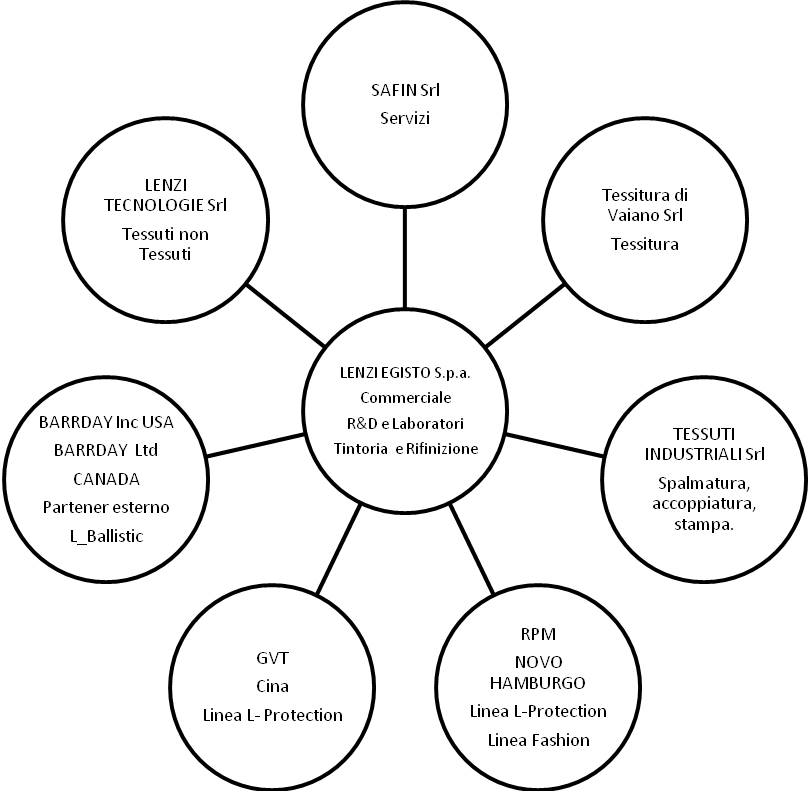 SAFIN Srl
Servizi
LENZI
TECNOLOGIE Srl
Tessuti non
Tessuti
Tessitura di
Vaiano Srl
Tessitura
LENZI EGISTO S.p.a.
Commerciale
R&D e Laboratori
Tintoria e Rifinizione
BARRDAY Inc USA
BARRDAY Ltd
CANADA
Partener esterno
L_Ballistic
TESSUTI
INDUSTRIALI Srl
Spalmatura,
accoppiatura,
stampa.
GVT
Cina
Linea L- Protection
RPM
NOVO
HAMBURGO
Linea L-Protection
Linea Fashion